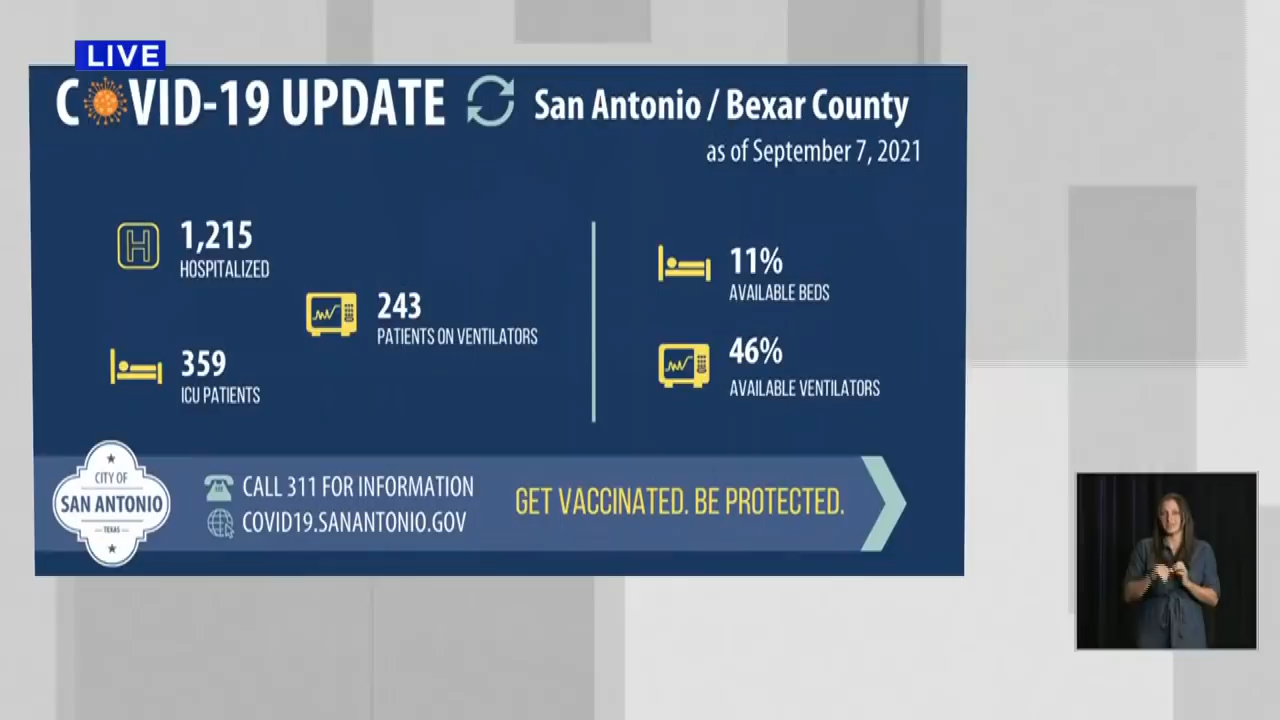 LIVE
COVID-19 UPDATE
San Antonio / Bexar County
as of September 7, 2021
1,215
HOSPITALIZED
243
PATIENTS ON VENTILATORS
359
ICU PATIENTS
11%
AVAILABLE BEDS
46%
AVAILABLE VENTILATORS
CITY OF
SAN ANTONIO
TEXAS
CALL 311 FOR INFORMATION
COVID19.SANANTONIO.GOV
GET VACCINATED. BE PROTECTED.